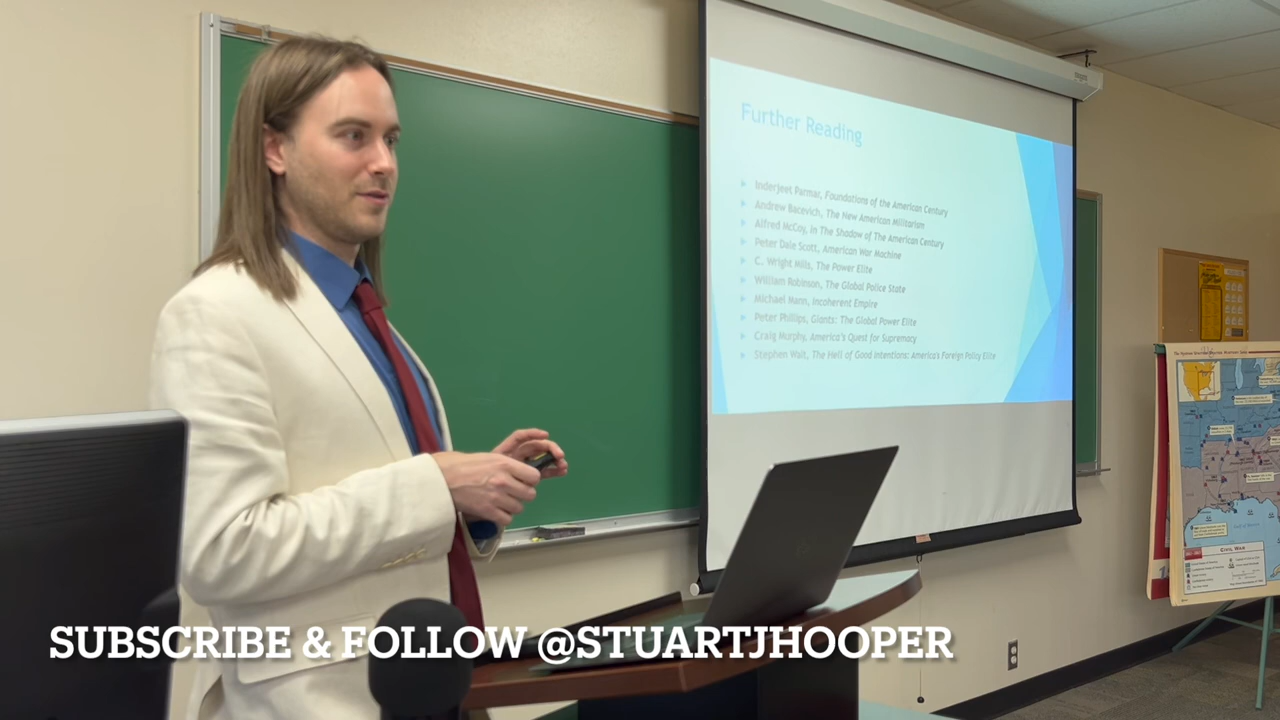 Further Reading
Inderjeet Parmar, Foundations of the American Century
Andrew Bacevich, The New American Militarism
Alfred McCoy, In The Shadow of The American Century
Peter Dale Scott, American War Machine
C. Wright Mills, The Power Elite
William Robinson, The Global Police State
Michael Mann, Incoherent Empire
Peter Phillips, Giants: The Global Power Elite
Craig Murphy, America's Quest for Supremacy
Stephen Walt, The Hell of Good Intentions: America's Foreign Policy Elite
CIVIL WAR
SUBSCRIBE & FOLLOW @STUARTJHOOPER